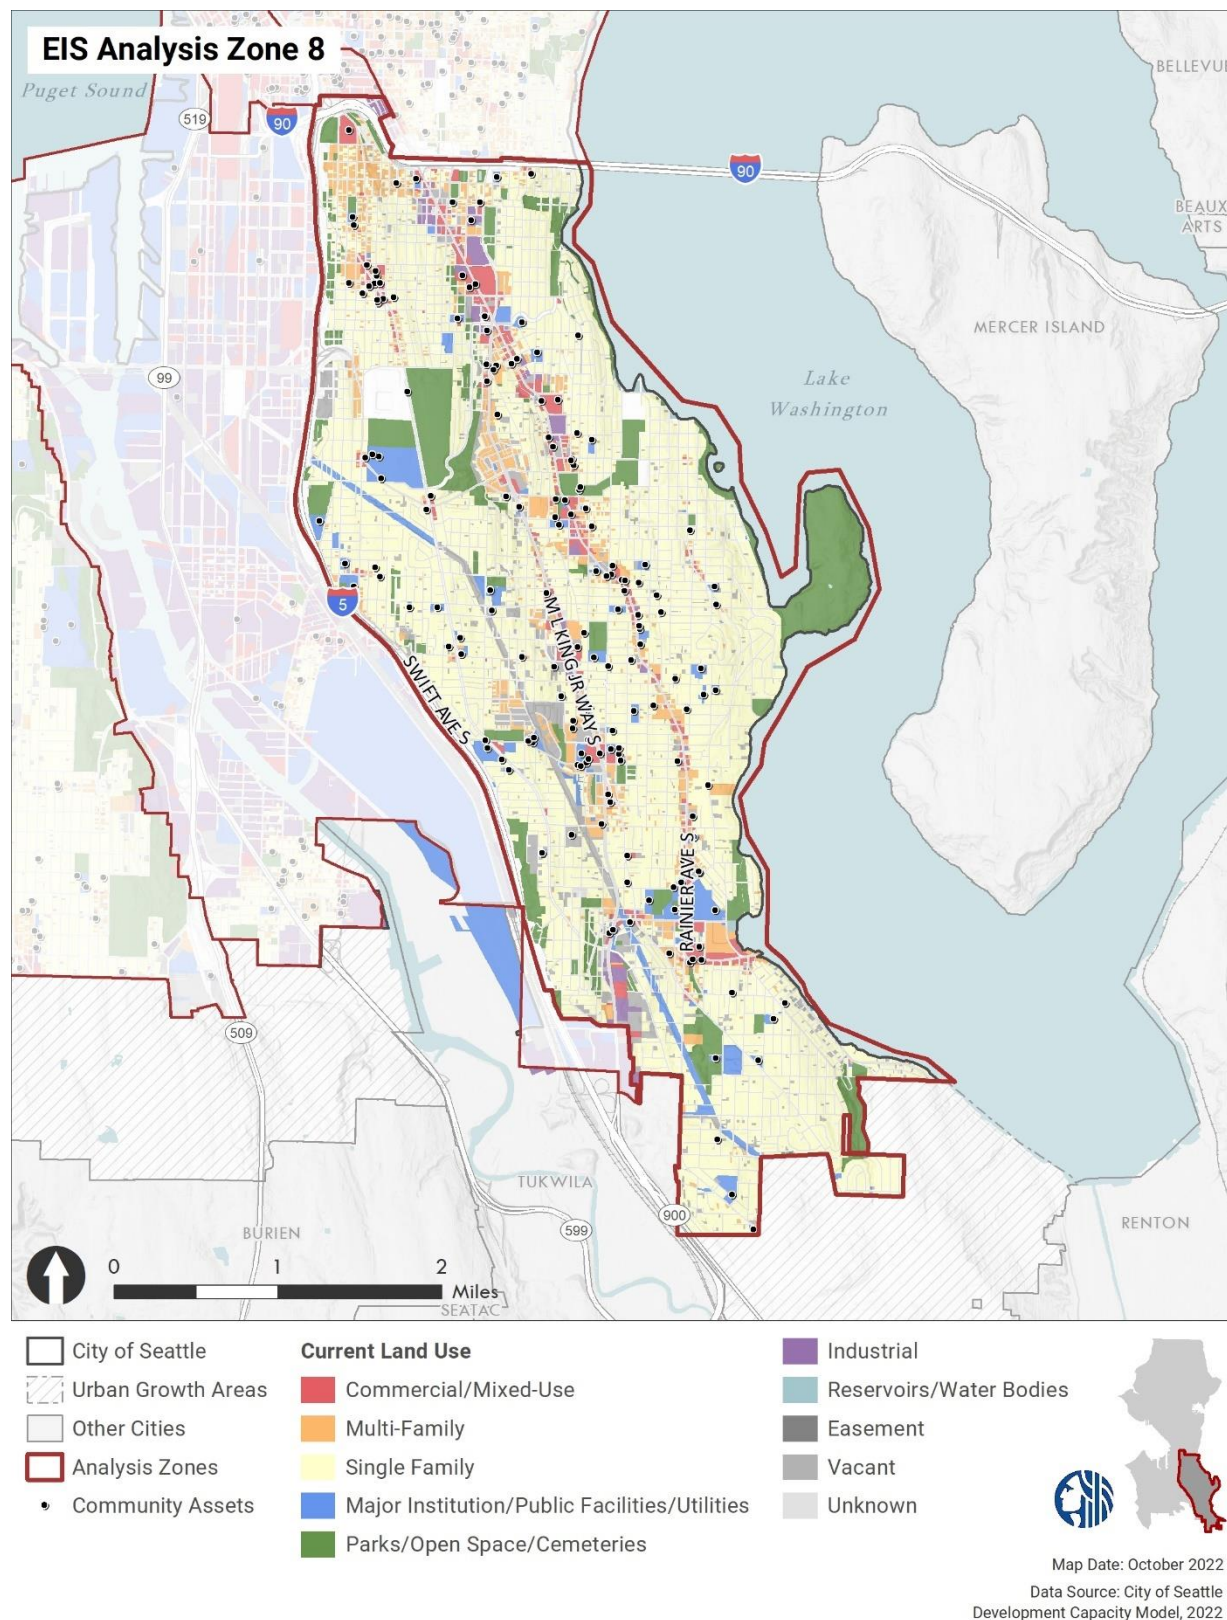 EIS Analysis Zone 8
Puget Sound
BELLEVU
519
90
90
BEAUX
ARTS
MERCER ISLAND
99
Lake
Washington
5
M L KING JR WAY S
SWIFT AVE S
RAINIER AVE S
509
TUKWILA
900
599
BURIEN
RENTON
0 1 2
Miles
SEATAC
City of Seattle
Urban Growth Areas
Other Cities
Analysis Zones
Community Assets
Current Land Use
Commercial/Mixed-Use
Multi-Family
Single Family
Major Institution/Public Facilities/Utilities
Parks/Open Space/Cemeteries
Industrial
Reservoirs/Water Bodies
Easement
Vacant
Unknown
Map Date: October 2022
Data Source: City of Seattle
Development Capacity Model, 2022